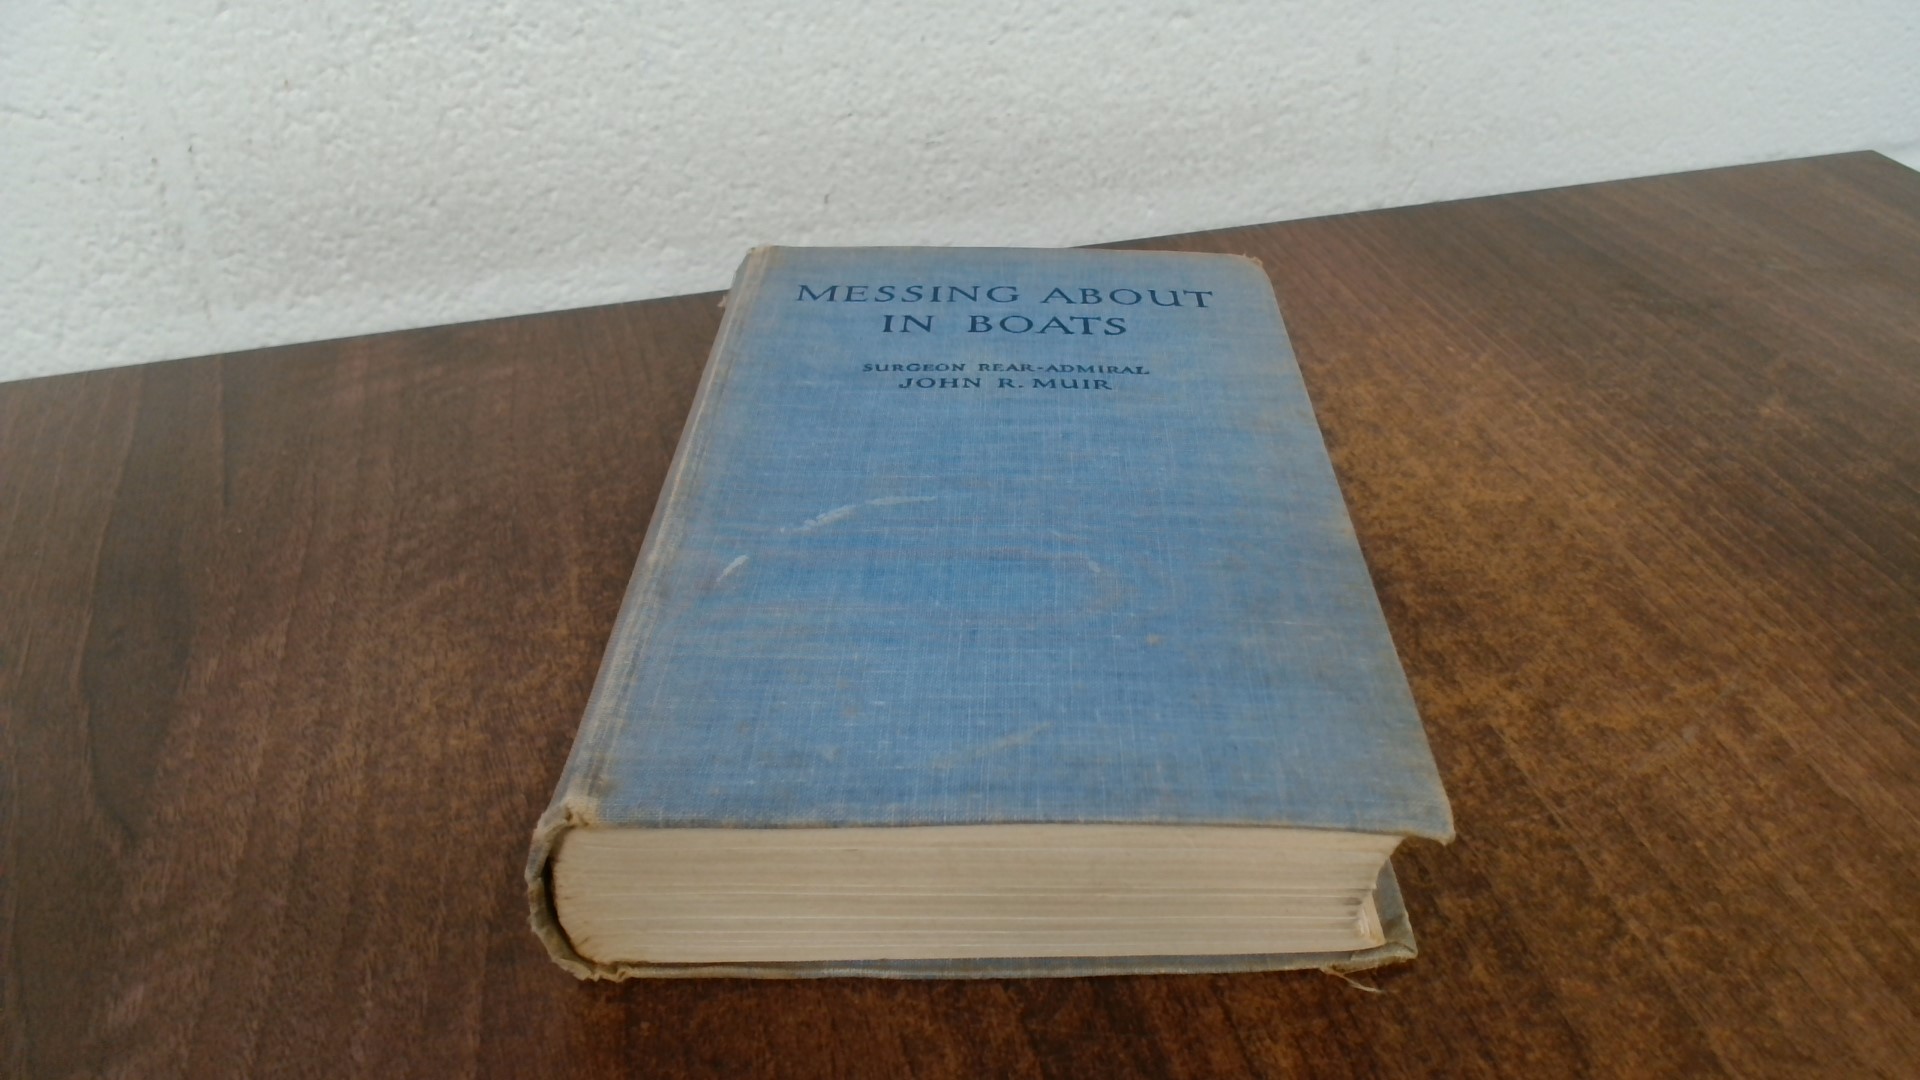 MESSING ABOUT
IN BOATS
SURGEON REAR-ADMIRAL
JOHN R. MUIR